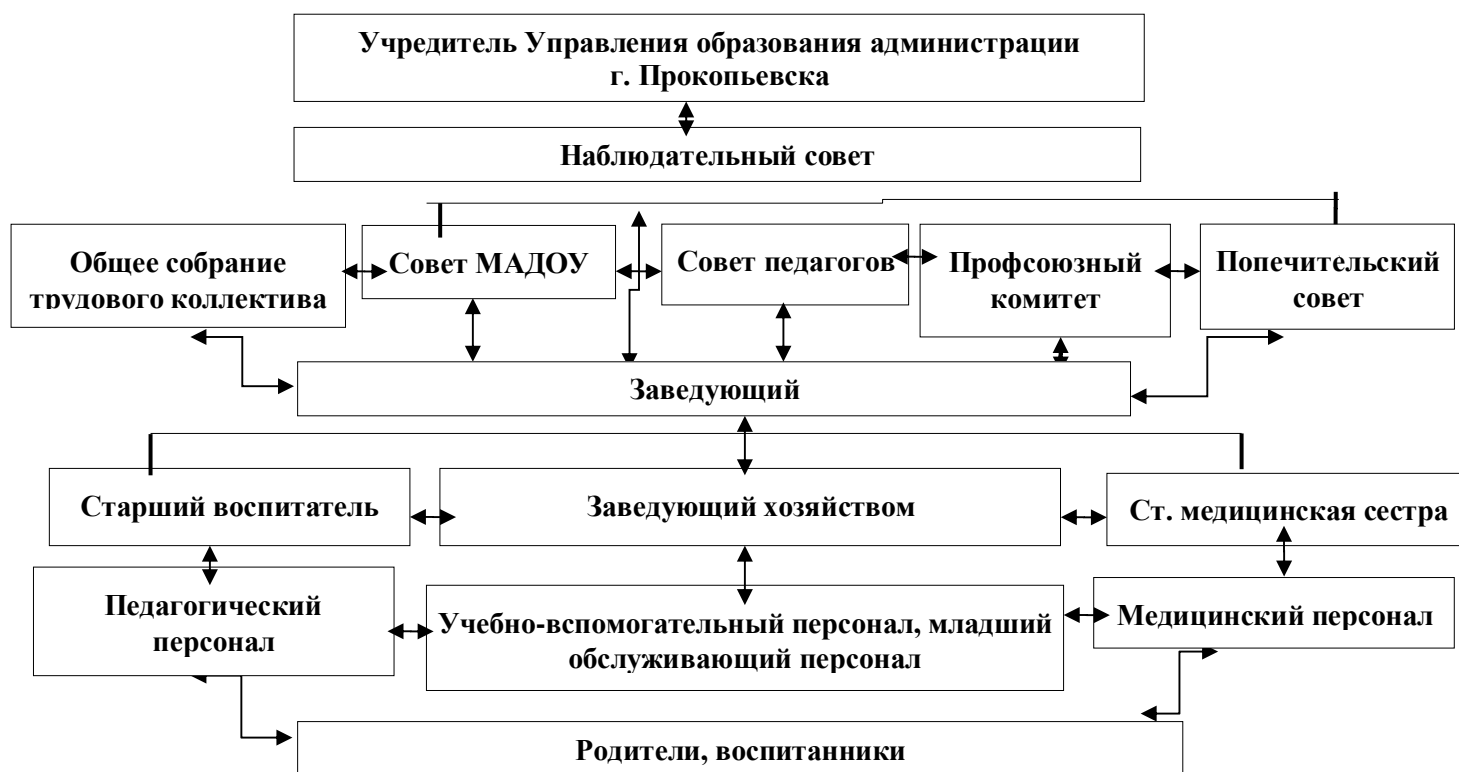 Учредитель Управления образования администрации
г. Прокопьевска
Наблюдательный совет
Общее собрание
трудового коллектива
Совет МАДОУ
Совет педагогов
Профсоюзный
комитет
Попечительский
совет
Заведующий
Старший воспитатель
Заведующий хозяйством
Ст. медицинская сестра
Педагогический
персонал
Учебно-вспомогательный персонал, младший
обслуживающий персонал
Медицинский персонал
Родители, воспитанники